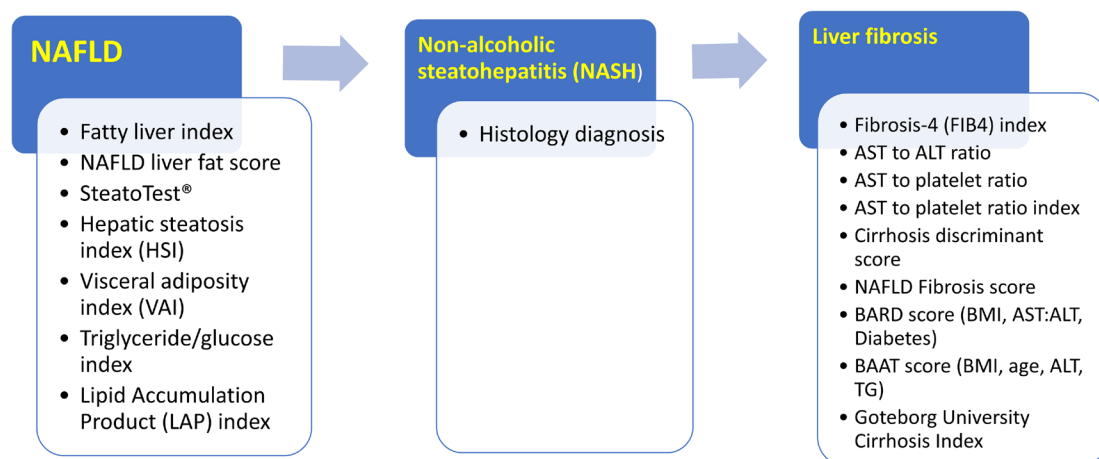 NAFLD
• Fatty liver index
• NAFLD liver fat score
• SteatoTest®
• Hepatic steatosis
index (HSI)
• Visceral adiposity
index (VAI)
• Triglyceride/glucose
index
• Lipid Accumulation
Product (LAP) index
Non-alcoholic
steatohepatitis (NASH)
• Histology diagnosis
Liver fibrosis
• Fibrosis-4 (FIB4) index
• AST to ALT ratio
• AST to platelet ratio
• AST to platelet ratio index
• Cirrhosis discriminant
score
• NAFLD Fibrosis score
• BARD score (BMI, AST:ALT,
Diabetes)
• BAAT score (BMI, age, ALT,
TG)
• Goteborg University
Cirrhosis Index